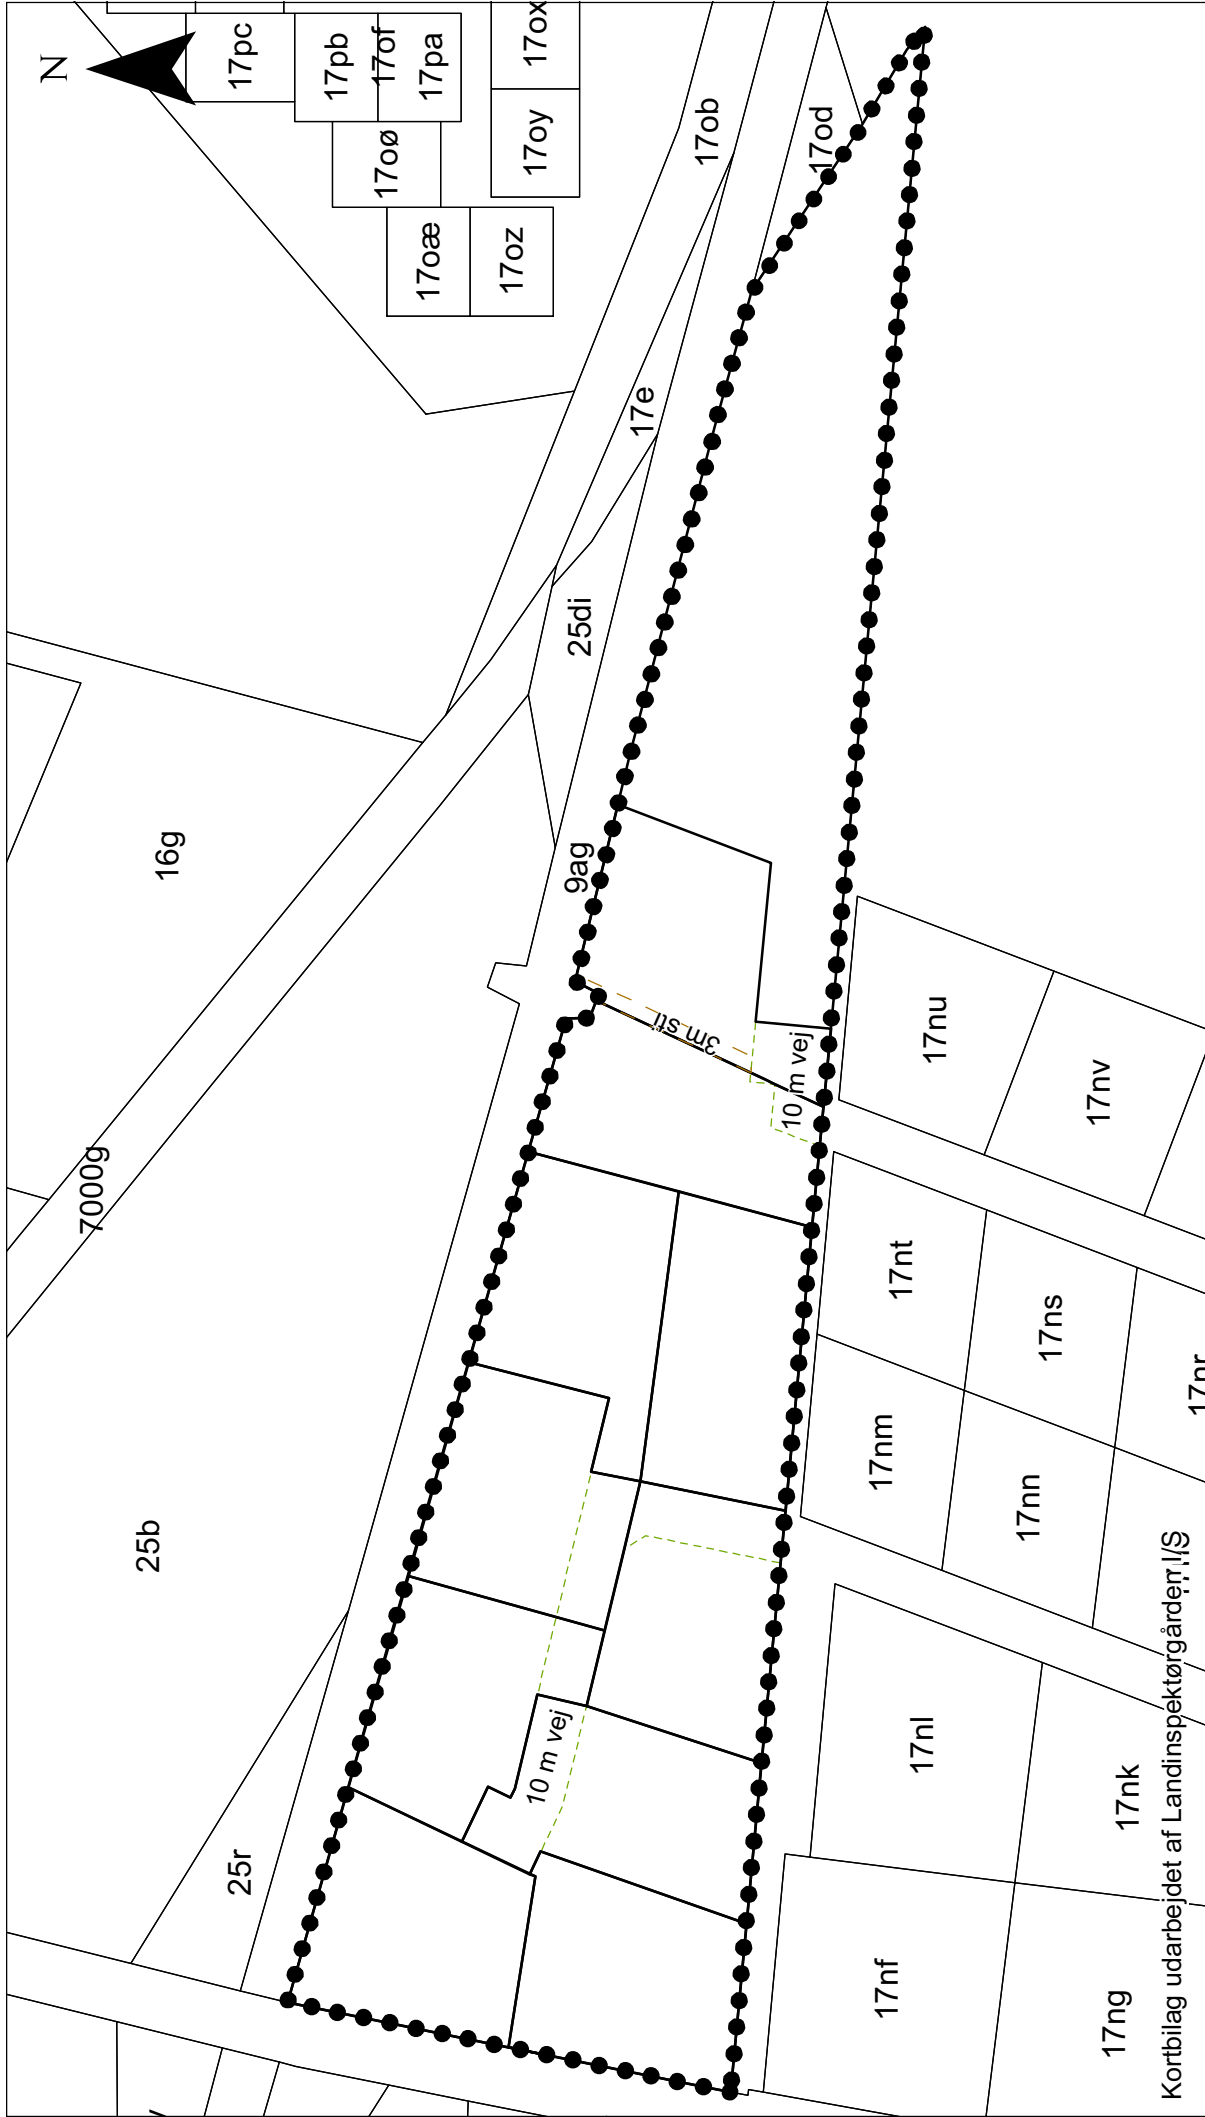 N
17pc
17pb
17of
17pa
17ox
17oy
17oø
17oæ
17oz
17ob
17od
17e
25di
16g
9ag
7000g
3m sti
10 m vej
17nu
17nv
17nt
17ns
17nr
17nm
17nn
25b
10 m vej
25r
17nl
17nk
17nf
17ng
Kortbilag udarbejdet af Landinspektørgården I/S